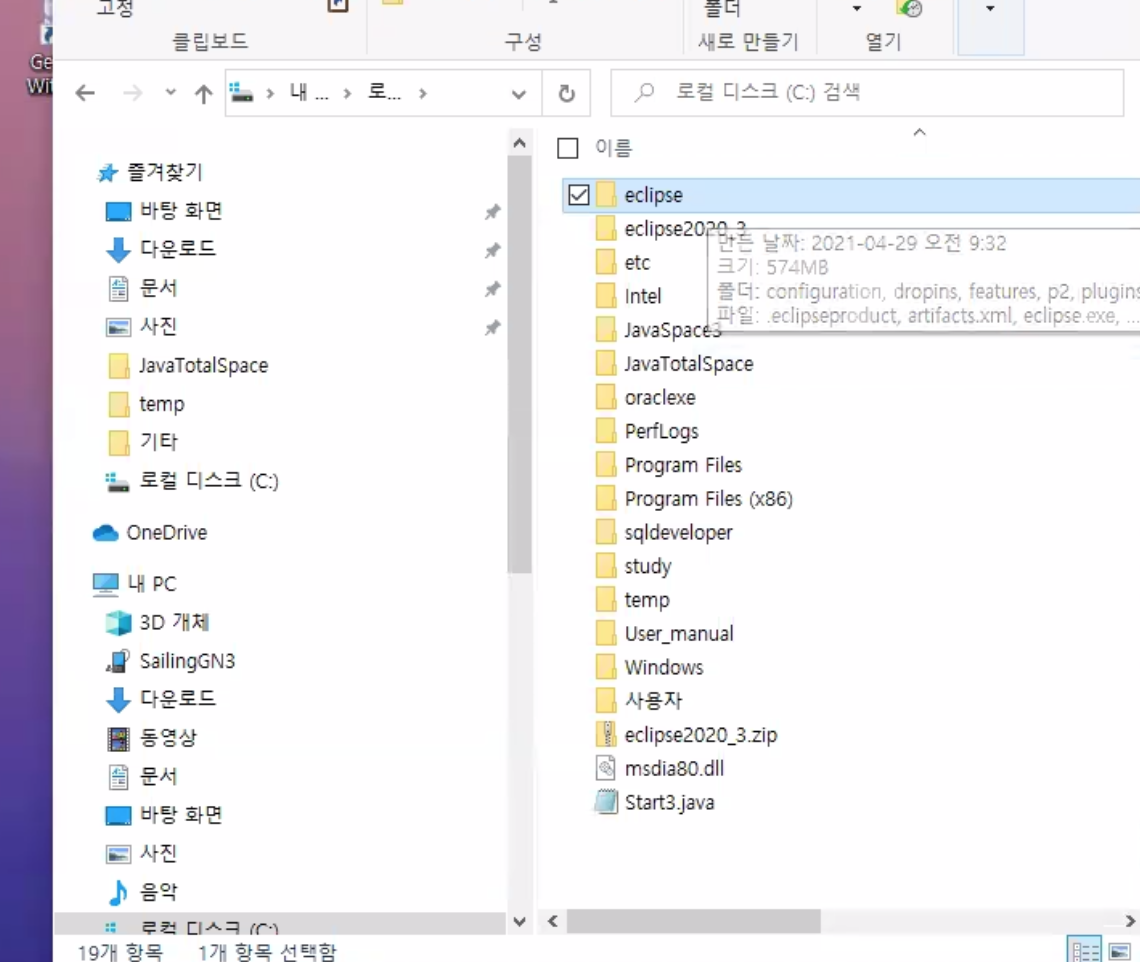 고정
클립보드
구성
폴더
새로 만들기
열기
Ge
Wit
내 ...
로...
로컬 디스크 (C:) 검색
즐겨찾기
바탕 화면
다운로드
문서
사진
JavaTotalSpace
temp
기타
로컬 디스크 (C:)
OneDrive
내 PC
3D 개체
SailingGN3
다운로드
동영상
문서
바탕 화면
사진
음악
로컬 디스크 (C:)
이름
eclipse
eclipse2020_3
만든 날짜: 2021-04-29 오전 9:32
크기: 574MB
폴더: configuration, dropins, features, p2, plugins
파일: .eclipseproduct, artifacts.xml, eclipse.exe, ...
etc
Intel
JavaSpace3
JavaTotalSpace
oraclexe
PerfLogs
Program Files
Program Files (x86)
sqldeveloper
study
temp
User_manual
Windows
사용자
eclipse2020_3.zip
msdia80.dll
Start3.java
19개 항목
1개 항목 선택함